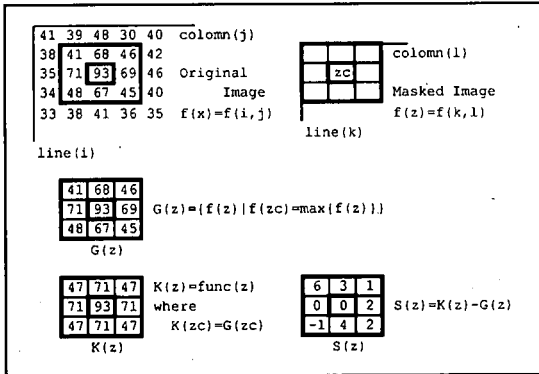 41 39 48 30 40 colomn(j)
38 41 68 46 42
35 71 93 69 46 Original
34 48 67 45 40 Image
33 38 41 36 35 f(x)=f(i,j)
line(i)
colomn(l)
zc
Masked Image
f(z)=f(k,l)
line(k)
41 68 46
71 93 69 G(z)={f(z)|f(zc)=max{f(z)}}
48 67 45
G(z)
47 71 47 K(z)=func(z)
71 93 71 where
47 71 47 K(zc)=G(zc)
K(z)
6 3 1
0 0 2 S(z)=K(z)-G(z)
-1 4 2
S(z)